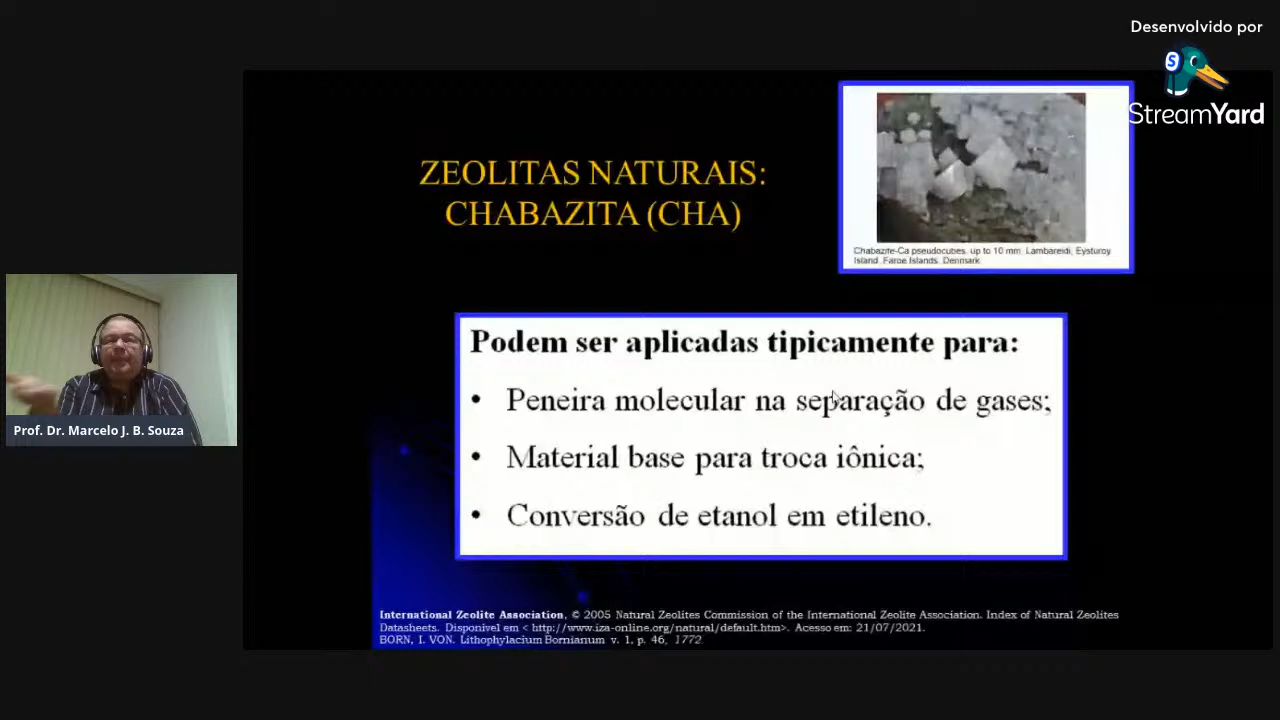 Desenvolvido por
StreamYard
ZEOLITAS NATURAIS:
CHABAZITA (CHA)
Chabazite-Ca pseudocubes, up to 10 mm, Lambareidi, Eysturoy
Island, Faroe Islands, Denmark
Podem ser aplicadas tipicamente para:
• Peneira molecular na separação de gases;
• Material base para troca iônica;
• Conversão de etanol em etileno.
Prof. Dr. Marcelo J. B. Souza
International Zeolite Association, © 2005 Natural Zeolites Commission of the International Zeolite Association. Index of Natural Zeolites
Datasheets. Disponível em < http://www.iza-online.org/natural/default.htm>. Acesso em: 21/07/2021.
BORN, I. VON. Lithophylacium Bornianum v. 1, p. 46, 1772